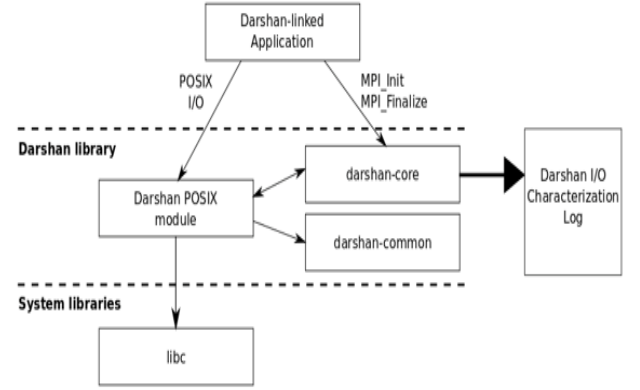 Darshan-linked
Application
POSIX
I/O
MPI_Init
MPI_Finalize
Darshan library
darshan-core
Darshan I/O
Characterization
Log
Darshan POSIX
module
darshan-common
System libraries
libc